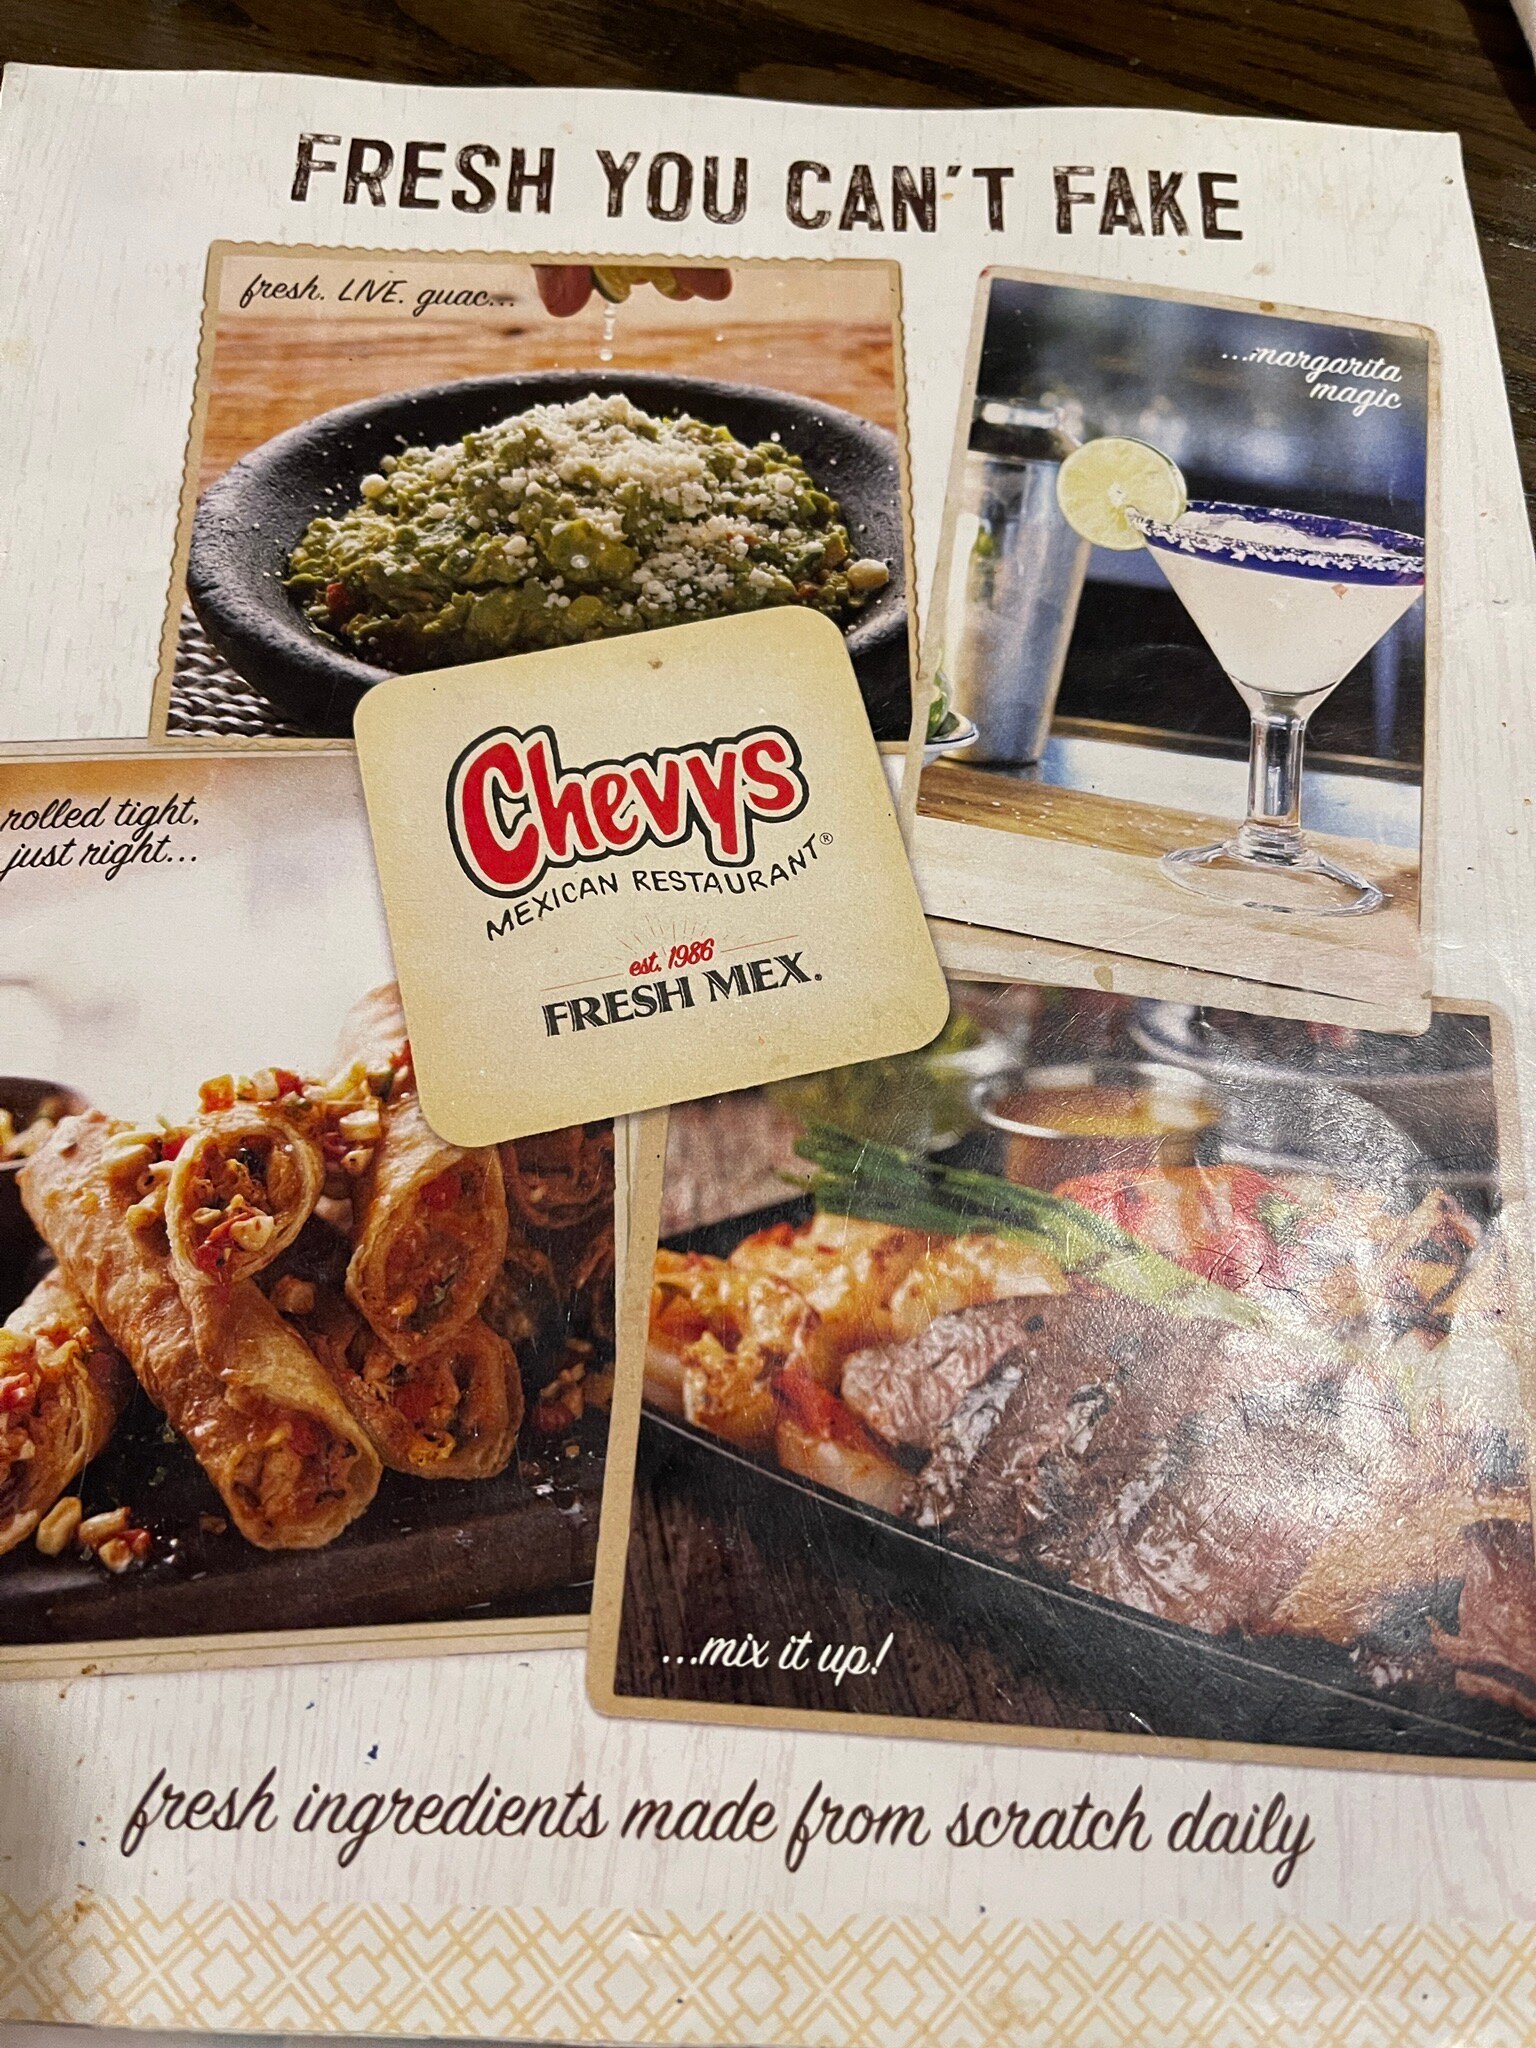 FRESH YOU CAN'T FAKE
fresh. LIVE. guac...
...margarita
magic
rolled tight,
just right...
Chevys
MEXICAN RESTAURANT®
est. 1986
FRESH MEX®
...mix it up!
fresh ingredients made from scratch daily